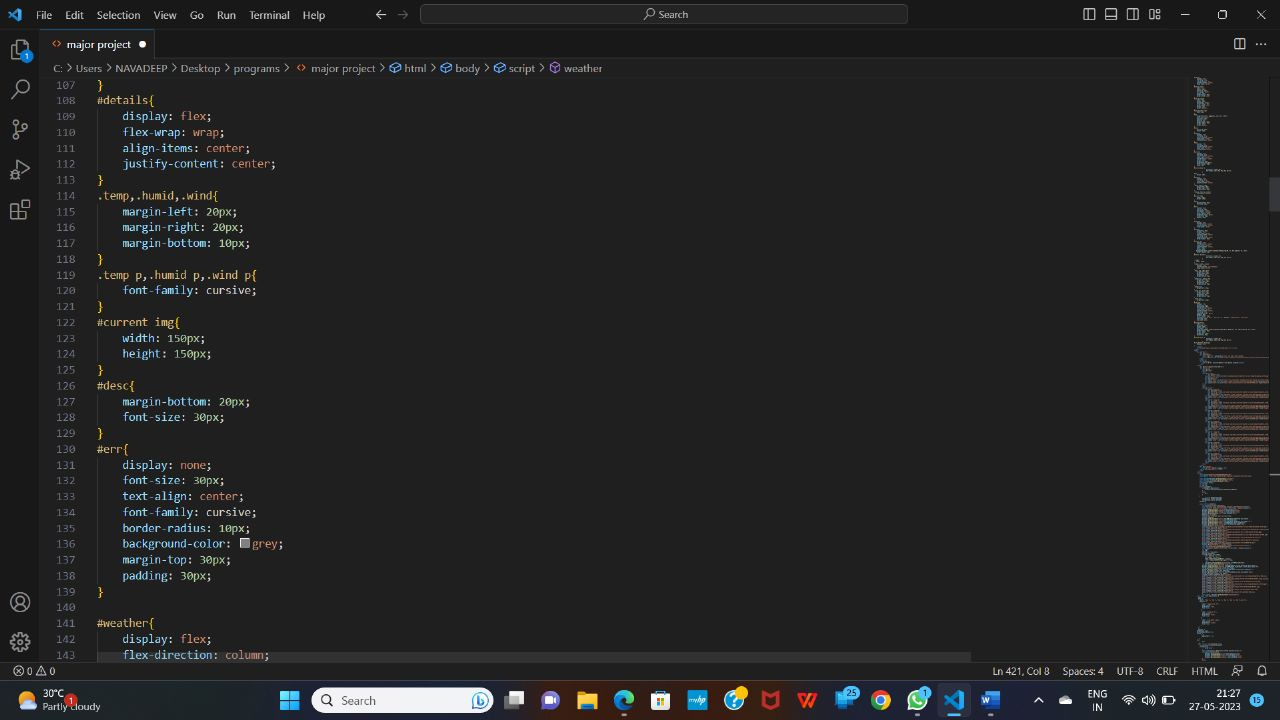 File Edit Selection View Go Run Terminal Help Search
major project
C: > Users > NAVADEEP > Desktop > programs > major project > html > body > script > weather
107 }
108 #details{
109 display: flex;
110 flex-wrap: wrap;
111 align-items: center;
112 justify-content: center;
113 }
114 .temp,.humid,.wind{
115 margin-left: 20px;
116 margin-right: 20px;
117 margin-bottom: 10px;
118 }
119 .temp p,.humid p,.wind p{
120 font-family: cursive;
121 }
122 #current img{
123 width: 150px;
124 height: 150px;
125 }
126 #desc{
127 margin-bottom: 20px;
128 font-size: 30px;
129 }
130 #err{
131 display: none;
132 font-size: 30px;
133 text-align: center;
134 font-family: cursive;
135 border-radius: 10px;
136 background-color: grey;
137 margin-top: 30px;
138 padding: 30px;
139 }
140
141 #weather{
142 display: flex;
143 flex-direction: column;
0 0 Ln 421, Col 8 Spaces: 4 UTF-8 CRLF HTML
30°C 1 Search 25 1 ENG 21:27
Partly cloudy IN 27-05-2023 15